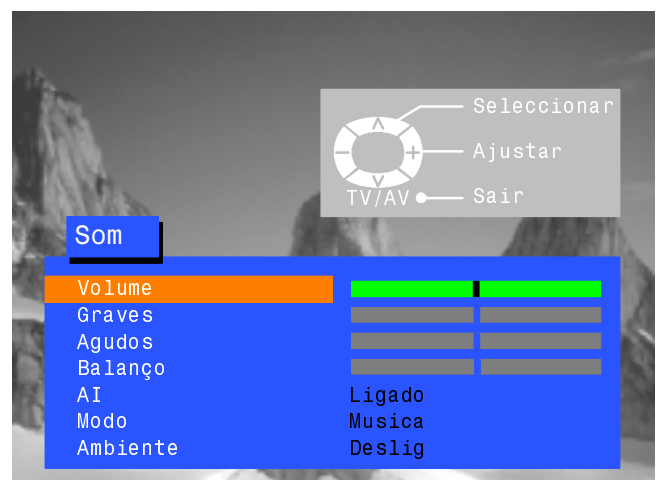 Seleccionar
Ajustar
TV/AV Sair
Som
Volume
Graves
Agudos
Balanço
AI Ligado
Modo Musica
Ambiente Deslig